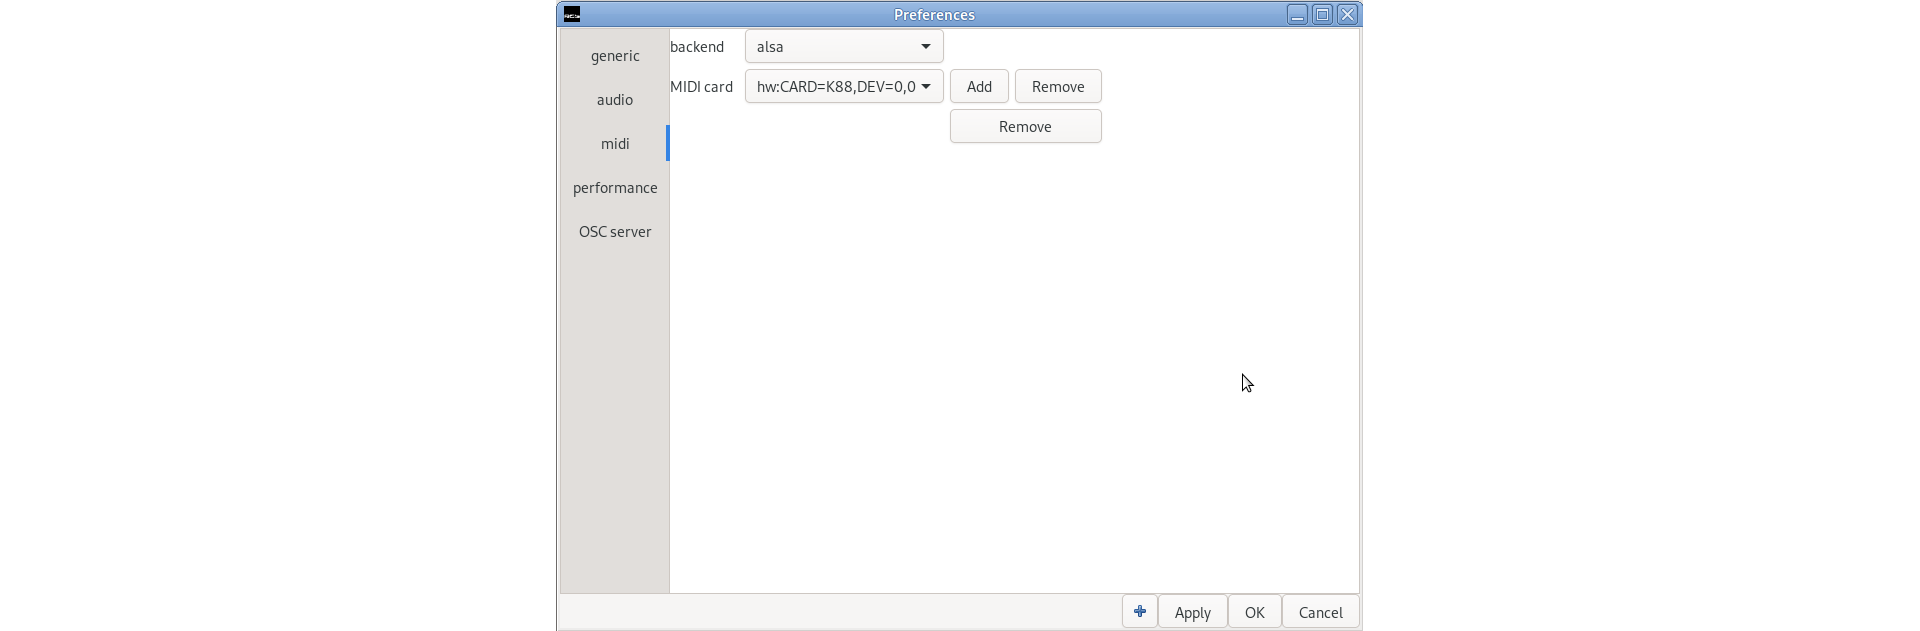 Preferences
generic
audio
midi
performance
OSC server
backend alsa
MIDI card hw:CARD=K88,DEV=0,0 Add Remove
Remove
Apply OK Cancel